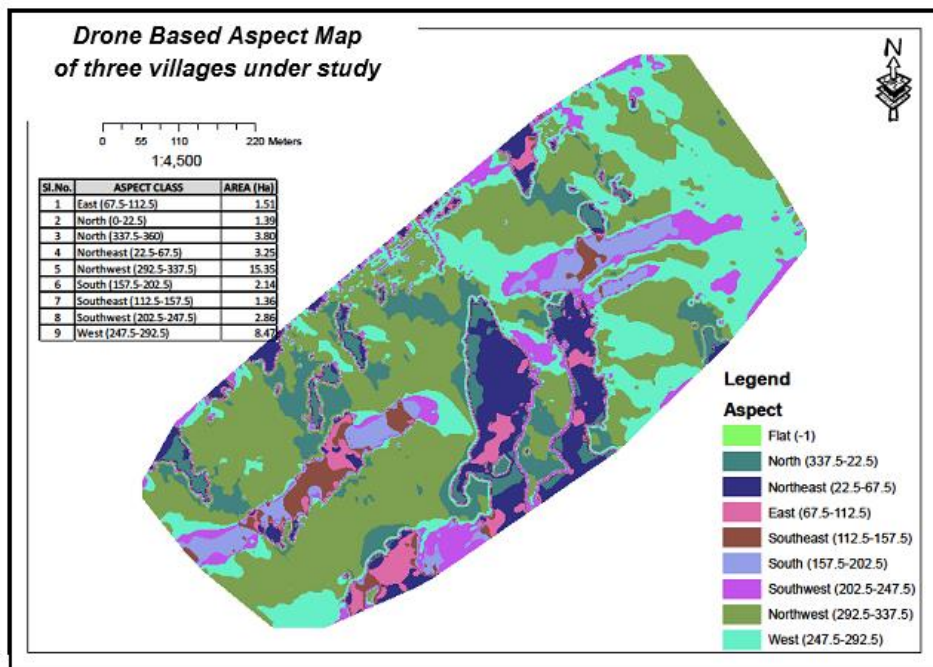 Drone Based Aspect Map
of three villages under study
N
0 55 110 220 Meters
1:4,500
Sl.No. ASPECT CLASS AREA (Ha)
1 East (67.5-112.5) 1.51
2 North (0-22.5) 1.39
3 North (337.5-360) 3.80
4 Northeast (22.5-67.5) 3.25
5 Northwest (292.5-337.5) 15.35
6 South (157.5-202.5) 2.14
7 Southeast (112.5-157.5) 1.36
8 Southwest (202.5-247.5) 2.86
9 West (247.5-292.5) 8.47
Legend
Aspect
Flat (-1)
North (337.5-22.5)
Northeast (22.5-67.5)
East (67.5-112.5)
Southeast (112.5-157.5)
South (157.5-202.5)
Southwest (202.5-247.5)
Northwest (292.5-337.5)
West (247.5-292.5)